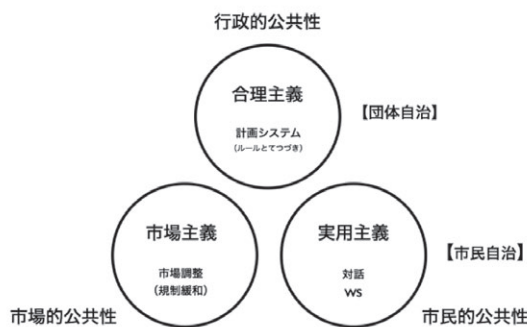 行政的公共性
合理主義
計画システム
(ルールとてつづき)
【団体自治】
市場主義
市場調整
(規制緩和)
市場的公共性
実用主義
対話
WS
【市民自治】
市民的公共性